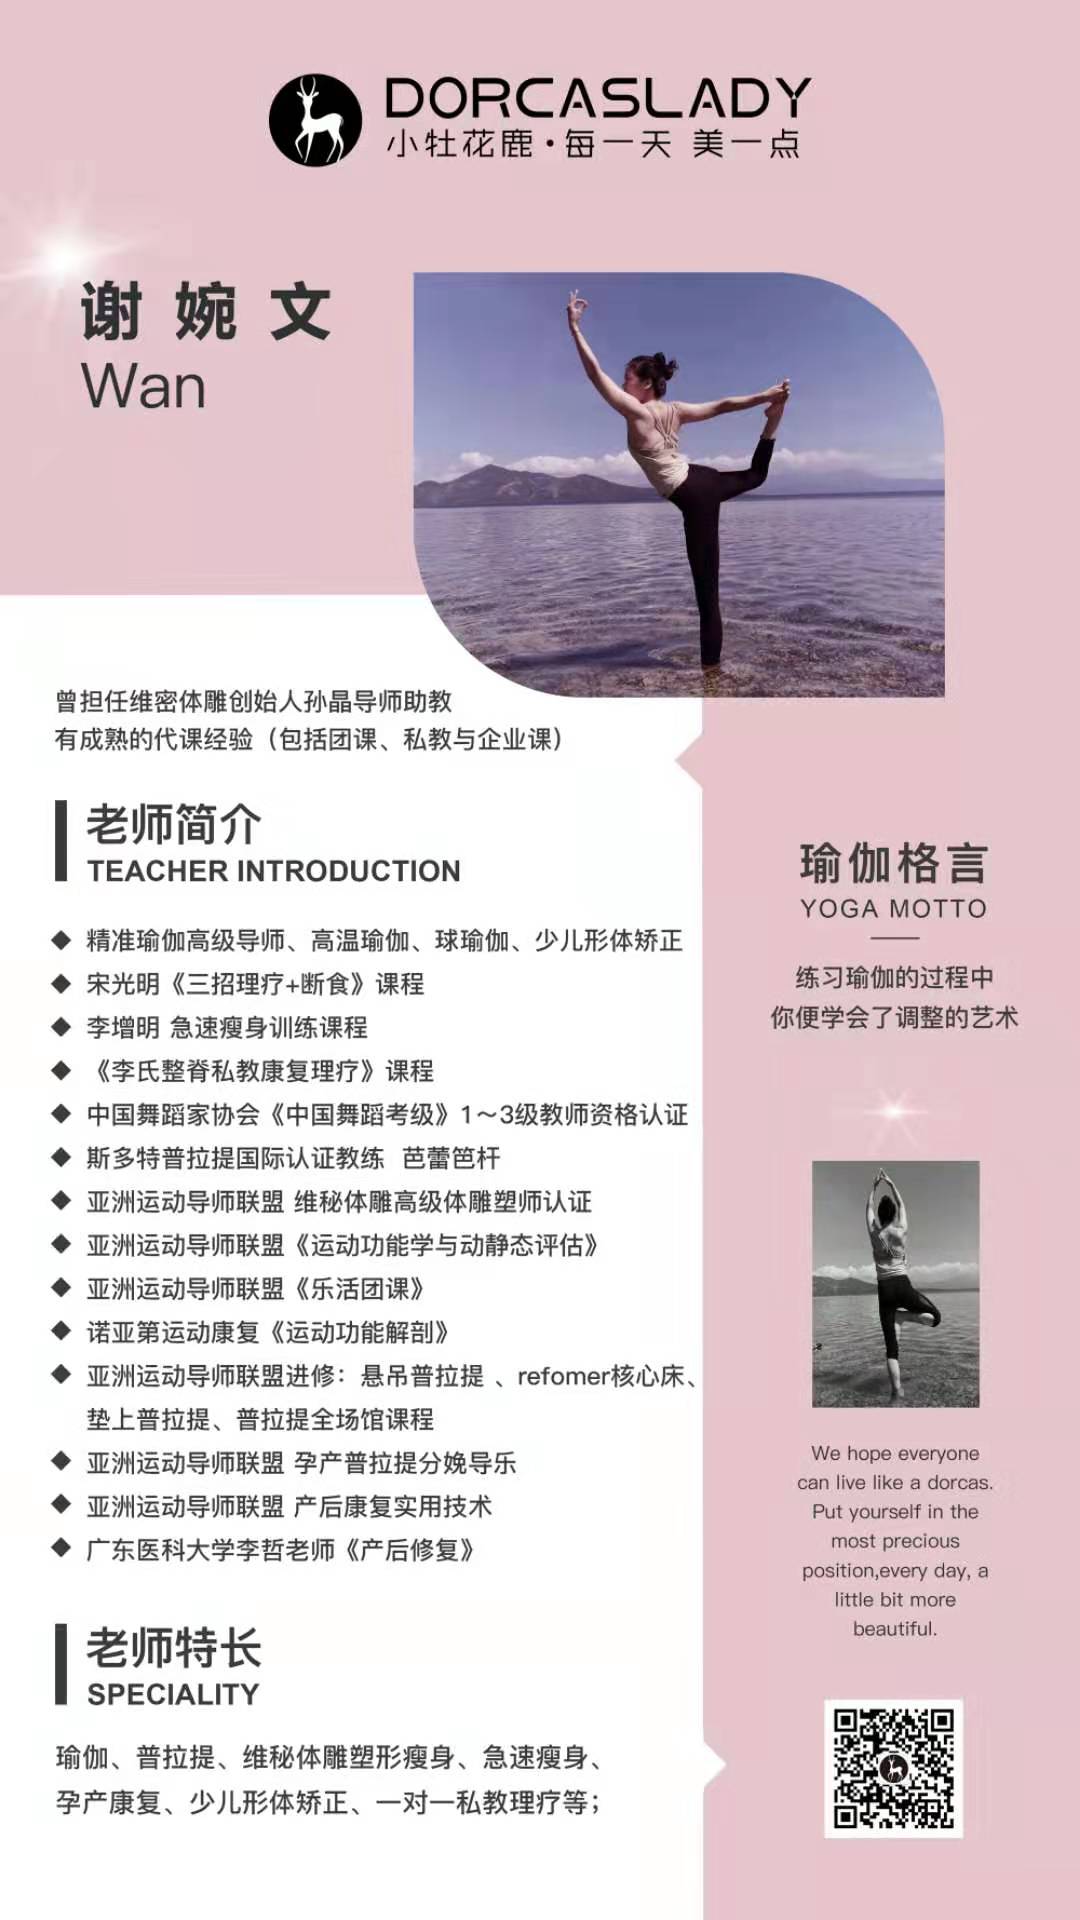 DORCASLADY
小牡花鹿·每一天 美一点
谢婉文
Wan
曾担任维密体雕创始人孙晶导师助教
有成熟的代课经验（包括团课、私教与企业课）
老师简介
TEACHER INTRODUCTION
精准瑜伽高级导师、高温瑜伽、球瑜伽、少儿形体矫正
宋光明《三招理疗+断食》课程
李增明 急速瘦身训练课程
《李氏整脊私教康复理疗》课程
中国舞蹈家协会《中国舞蹈考级》1～3级教师资格认证
斯多特普拉提国际认证教练 芭蕾笆杆
亚洲运动导师联盟 维秘体雕高级体雕塑师认证
亚洲运动导师联盟《运动功能学与动静态评估》
亚洲运动导师联盟《乐活团课》
诺亚第运动康复《运动功能解剖》
亚洲运动导师联盟进修：悬吊普拉提 、refomer核心床、
垫上普拉提、普拉提全场馆课程
亚洲运动导师联盟 孕产普拉提分娩导乐
亚洲运动导师联盟 产后康复实用技术
广东医科大学李哲老师《产后修复》
老师特长
SPECIALITY
瑜伽、普拉提、维秘体雕塑形瘦身、急速瘦身、
孕产康复、少儿形体矫正、一对一私教理疗等；
瑜伽格言
YOGA MOTTO
练习瑜伽的过程中
你便学会了调整的艺术
We hope everyone
can live like a dorcas.
Put yourself in the
most precious
position,every day, a
little bit more
beautiful.